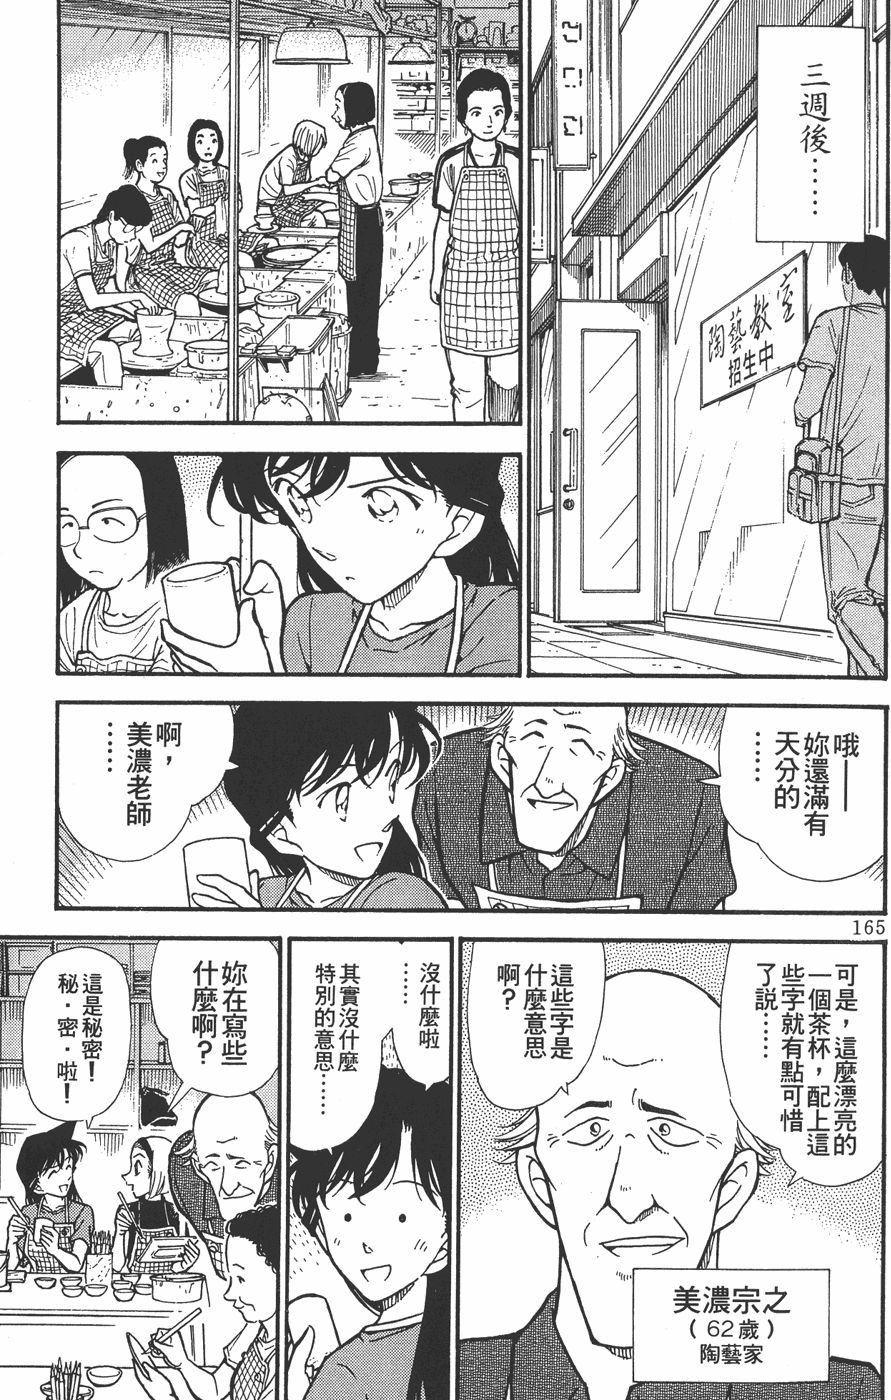 三週後……
陶藝教室
招生中
哦——
妳還滿有
天分的
……
啊，
美濃老師
……
165
可是，這麼漂亮的
一個茶杯，配上這
些字就有點可惜
了說……
這些字是
什麼意思
啊？
美濃宗之
（62歲）
陶藝家
沒什麼啦
……
其實沒什麼
特別的意思……
妳在寫些
什麼啊？
這是秘密！
秘．密．啦！